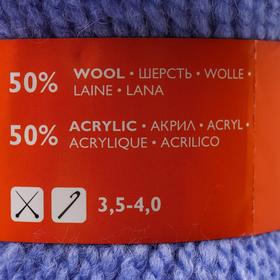 50% WOOL • ШЕРСТЬ • WOLLE •
LAINE • LANA
50% ACRYLIC • АКРИЛ • ACRYL •
ACRYLIQUE • ACRILICO
3,5-4,0